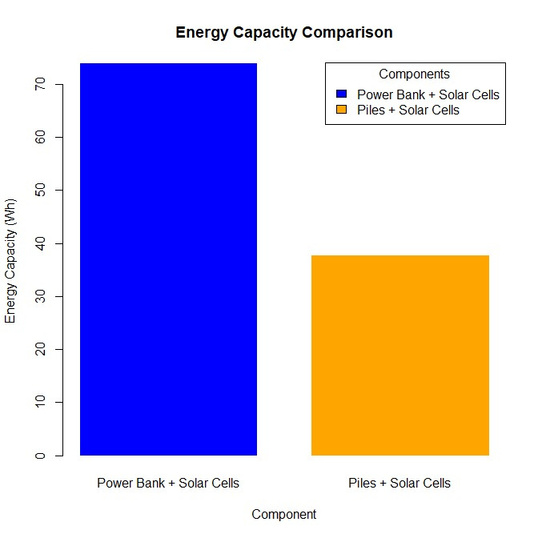 Energy Capacity Comparison
Components
Power Bank + Solar Cells
Piles + Solar Cells
Energy Capacity (Wh)
70
60
50
40
30
20
10
0
Power Bank + Solar Cells
Piles + Solar Cells
Component